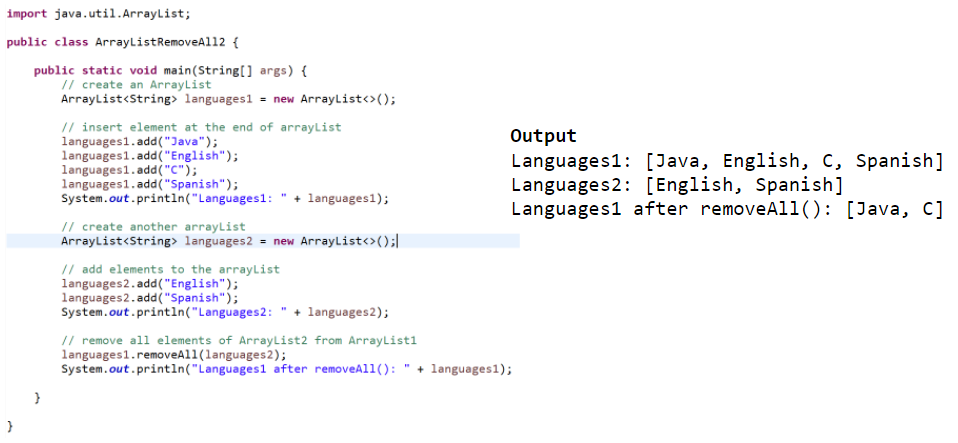 import java.util.ArrayList;
public class ArrayListRemoveAll2 {
public static void main(String[] args) {
// create an ArrayList
ArrayList<String> languages1 = new ArrayList<>();
// insert element at the end of arrayList
languages1.add("Java");
languages1.add("English");
languages1.add("C");
languages1.add("Spanish");
System.out.println("Languages1: " + languages1);
// create another arrayList
ArrayList<String> languages2 = new ArrayList<>();
// add elements to the arrayList
languages2.add("English");
languages2.add("Spanish");
System.out.println("Languages2: " + languages2);
// remove all elements of ArrayList2 from ArrayList1
languages1.removeAll(languages2);
System.out.println("Languages1 after removeAll(): " + languages1);
}
}
Output
Languages1: [Java, English, C, Spanish]
Languages2: [English, Spanish]
Languages1 after removeAll(): [Java, C]